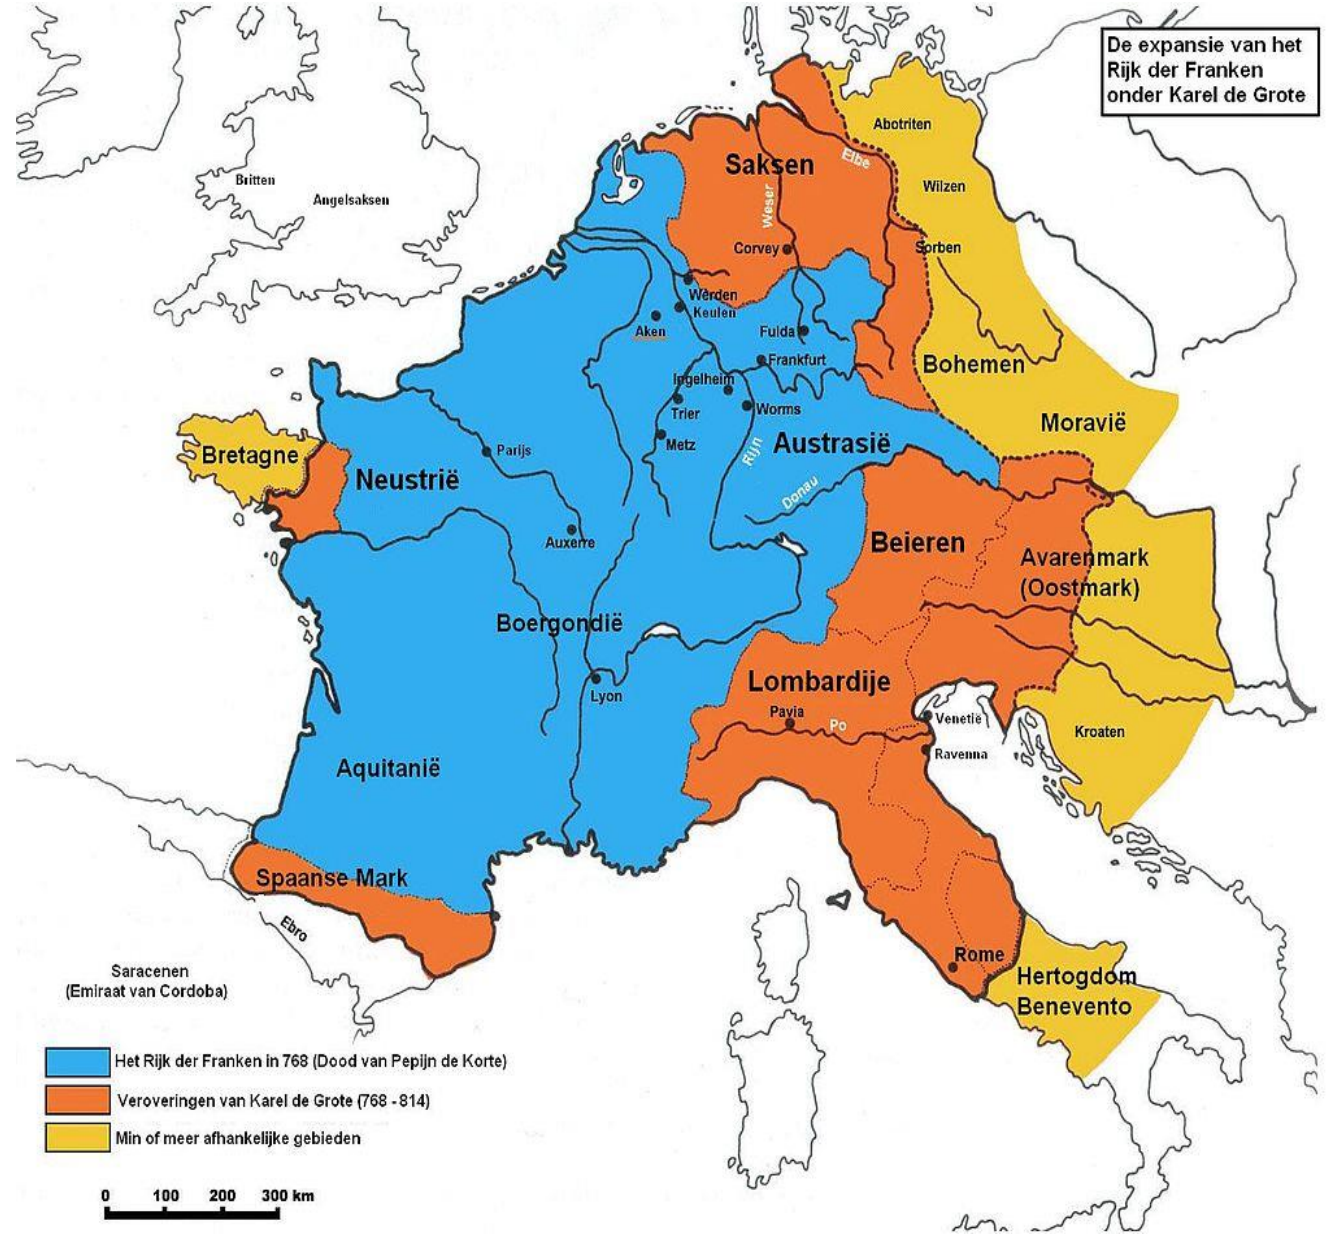 De expansie van het
Rijk der Franken
onder Karel de Grote
Abotriten
Elbe
Saksen
Britten
Wilzen
Angelsaksen
Weser
Corvey
Sorben
Werden
Keulen
Aken
Fulda
Frankfurt
Bohemen
Ingelheim
Trier
Worms
Moravië
Metz
Austrasië
Rijn
Bretagne
Parijs
Neustrië
Donau
Auxerre
Beieren
Avarenmark
(Oostmark)
Boergondië
Lombardije
Lyon
Pavia
Po
Venetië
Kroaten
Ravenna
Aquitanië
Spaanse Mark
Ebro
Rome
Saracenen
(Emiraat van Cordoba)
Hertogdom
Benevento
Het Rijk der Franken in 768 (Dood van Pepijn de Korte)
Veroveringen van Karel de Grote (768 - 814)
Min of meer afhankelijke gebieden
0 100 200 300 km